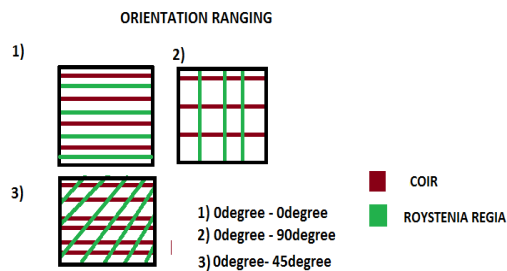 ORIENTATION RANGING
1)
2)
3)
COIR
ROYSTENIA REGIA
1) 0degree - 0degree
2) 0degree - 90degree
3) 0degree- 45degree